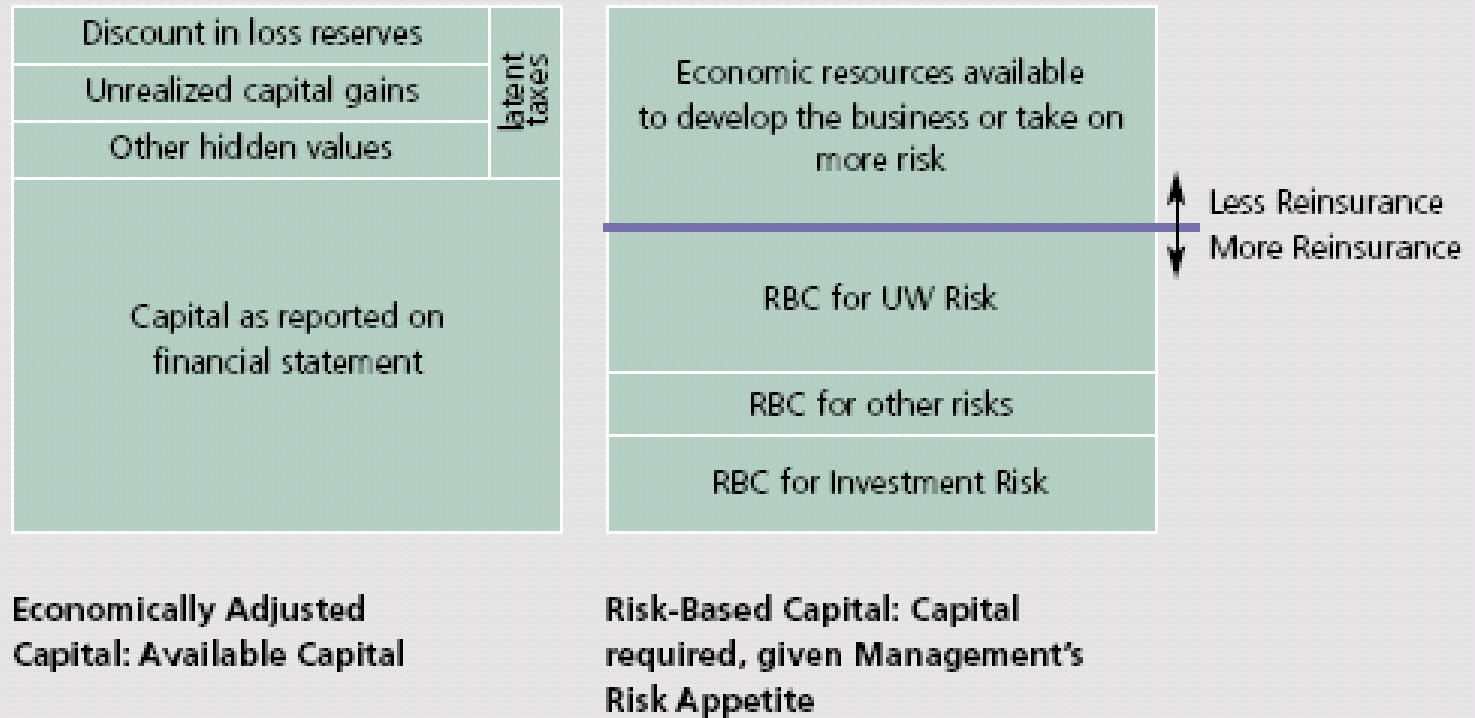 Discount in loss reserves
Unrealized capital gains
Other hidden values
latent
taxes
Capital as reported on
financial statement
Economic resources available
to develop the business or take on
more risk
Less Reinsurance
More Reinsurance
RBC for UW Risk
RBC for other risks
RBC for Investment Risk
Economically Adjusted
Capital: Available Capital
Risk-Based Capital: Capital
required, given Management’s
Risk Appetite